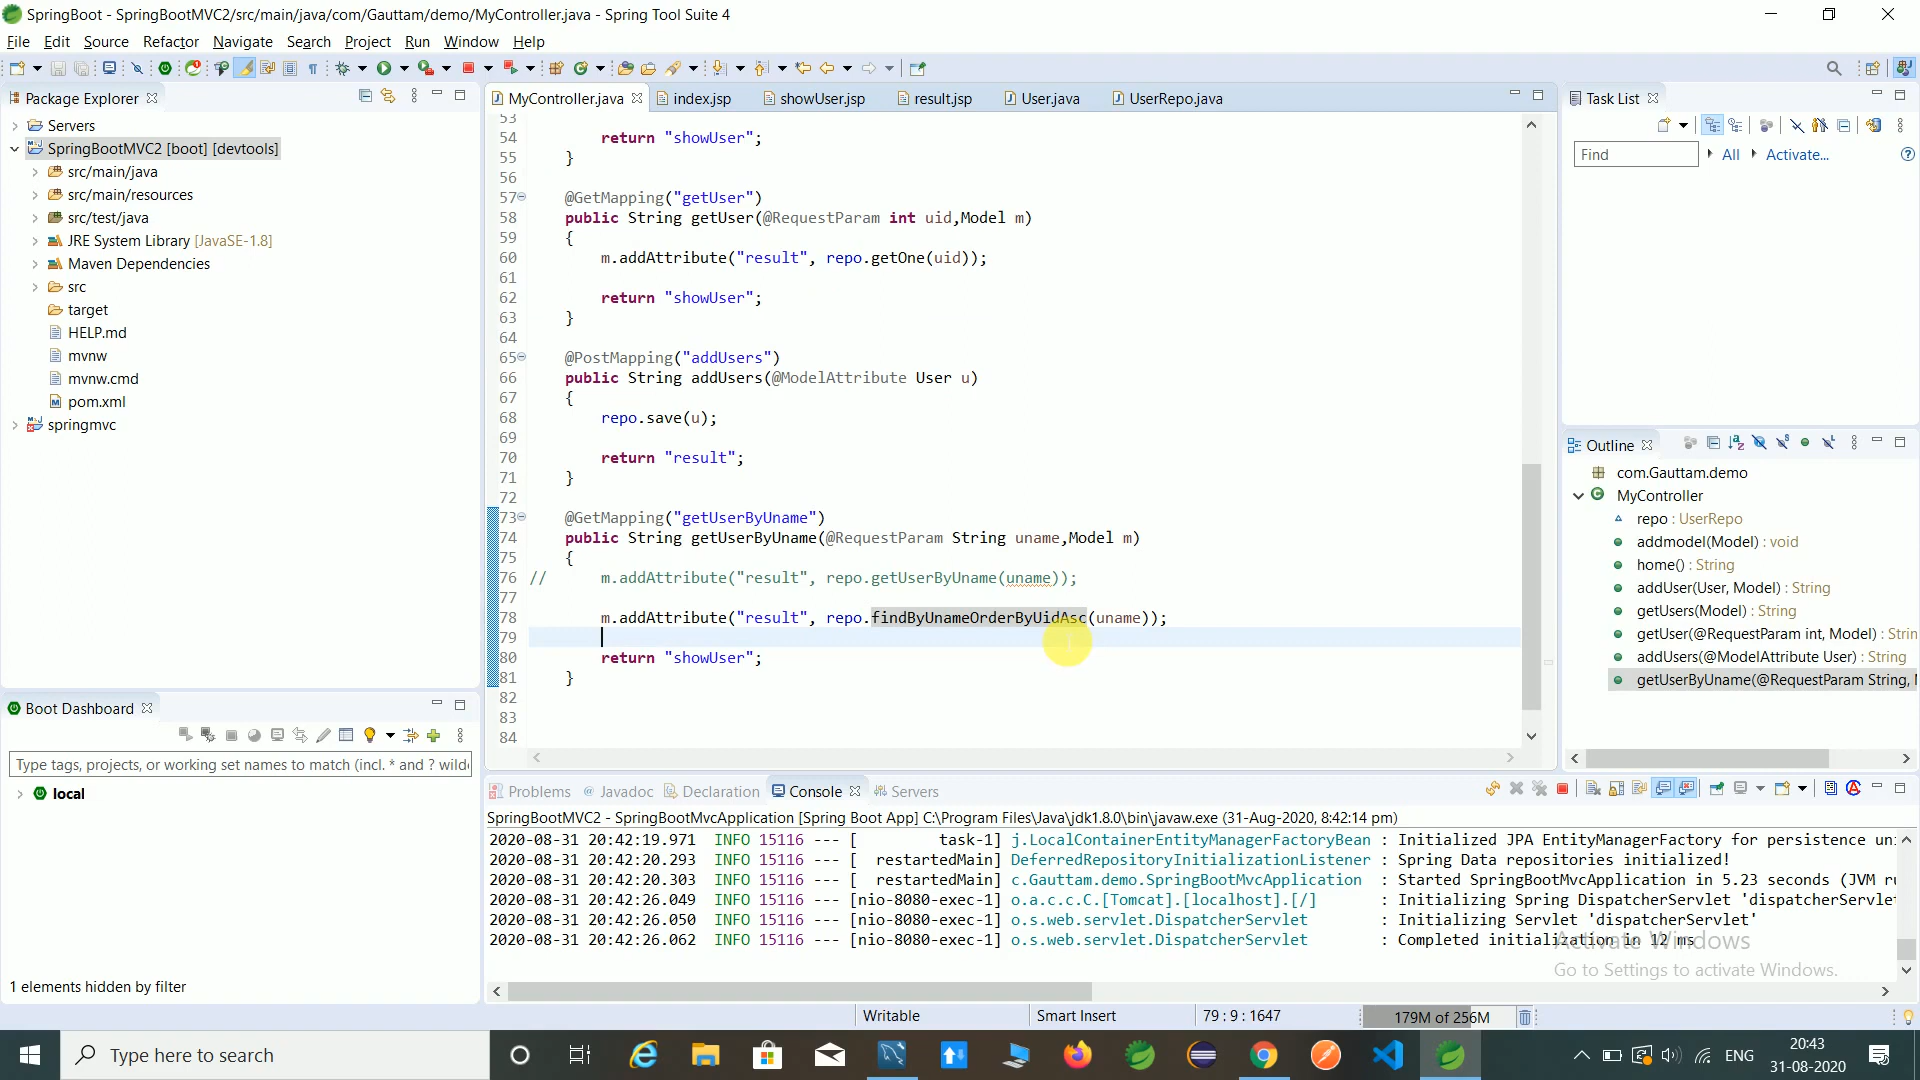 SpringBoot - SpringBootMVC2/src/main/java/com/Gauttam/demo/MyController.java - Spring Tool Suite 4
File Edit Source Refactor Navigate Search Project Run Window Help
Package Explorer
Servers
SpringBootMVC2 [boot] [devtools]
src/main/java
src/main/resources
src/test/java
JRE System Library [JavaSE-1.8]
Maven Dependencies
src
target
HELP.md
mvnw
mvnw.cmd
pom.xml
springmvc
Boot Dashboard
Type tags, projects, or working set names to match (incl. * and ? wild
local
1 elements hidden by filter
MyController.java index.jsp showUser.jsp result.jsp User.java UserRepo.java
53
54 return "showUser";
55 }
56
57 @GetMapping("getUser")
58 public String getUser(@RequestParam int uid,Model m)
59 {
60 m.addAttribute("result", repo.getOne(uid));
61
62 return "showUser";
63 }
64
65 @PostMapping("addUsers")
66 public String addUsers(@ModelAttribute User u)
67 {
68 repo.save(u);
69
70 return "result";
71 }
72
73 @GetMapping("getUserByUname")
74 public String getUserByUname(@RequestParam String uname,Model m)
75 {
76 // m.addAttribute("result", repo.getUserByUname(uname));
77
78 m.addAttribute("result", repo.findByUnameOrderByUidAsc(uname));
79
80 return "showUser";
81 }
82
83
84
Task List
Find All Activate...
Outline
com.Gauttam.demo
MyController
repo : UserRepo
addmodel(Model) : void
home() : String
addUser(User, Model) : String
getUsers(Model) : String
getUser(@RequestParam int, Model) : Strin
addUsers(@ModelAttribute User) : String
getUserByUname(@RequestParam String,
Problems Javadoc Declaration Console Servers
SpringBootMVC2 - SpringBootMvcApplication [Spring Boot App] C:\Program Files\Java\jdk1.8.0\bin\javaw.exe (31-Aug-2020, 8:42:14 pm)
2020-08-31 20:42:19.971 INFO 15116 --- [ task-1] j.LocalContainerEntityManagerFactoryBean : Initialized JPA EntityManagerFactory for persistence un
2020-08-31 20:42:20.293 INFO 15116 --- [ restartedMain] DeferredRepositoryInitializationListener : Spring Data repositories initialized!
2020-08-31 20:42:20.303 INFO 15116 --- [ restartedMain] c.Gauttam.demo.SpringBootMvcApplication : Started SpringBootMvcApplication in 5.23 seconds (JVM ru
2020-08-31 20:42:26.049 INFO 15116 --- [nio-8080-exec-1] o.a.c.c.C.[Tomcat].[localhost].[/] : Initializing Spring DispatcherServlet 'dispatcherServlet
2020-08-31 20:42:26.050 INFO 15116 --- [nio-8080-exec-1] o.s.web.servlet.DispatcherServlet : Initializing Servlet 'dispatcherServlet'
2020-08-31 20:42:26.062 INFO 15116 --- [nio-8080-exec-1] o.s.web.servlet.DispatcherServlet : Completed initialization in 12 ms
Activate Windows
Go to Settings to activate Windows.
Writable Smart Insert 79 : 9 : 1647 179M of 256M
Type here to search
ENG
20:43
31-08-2020